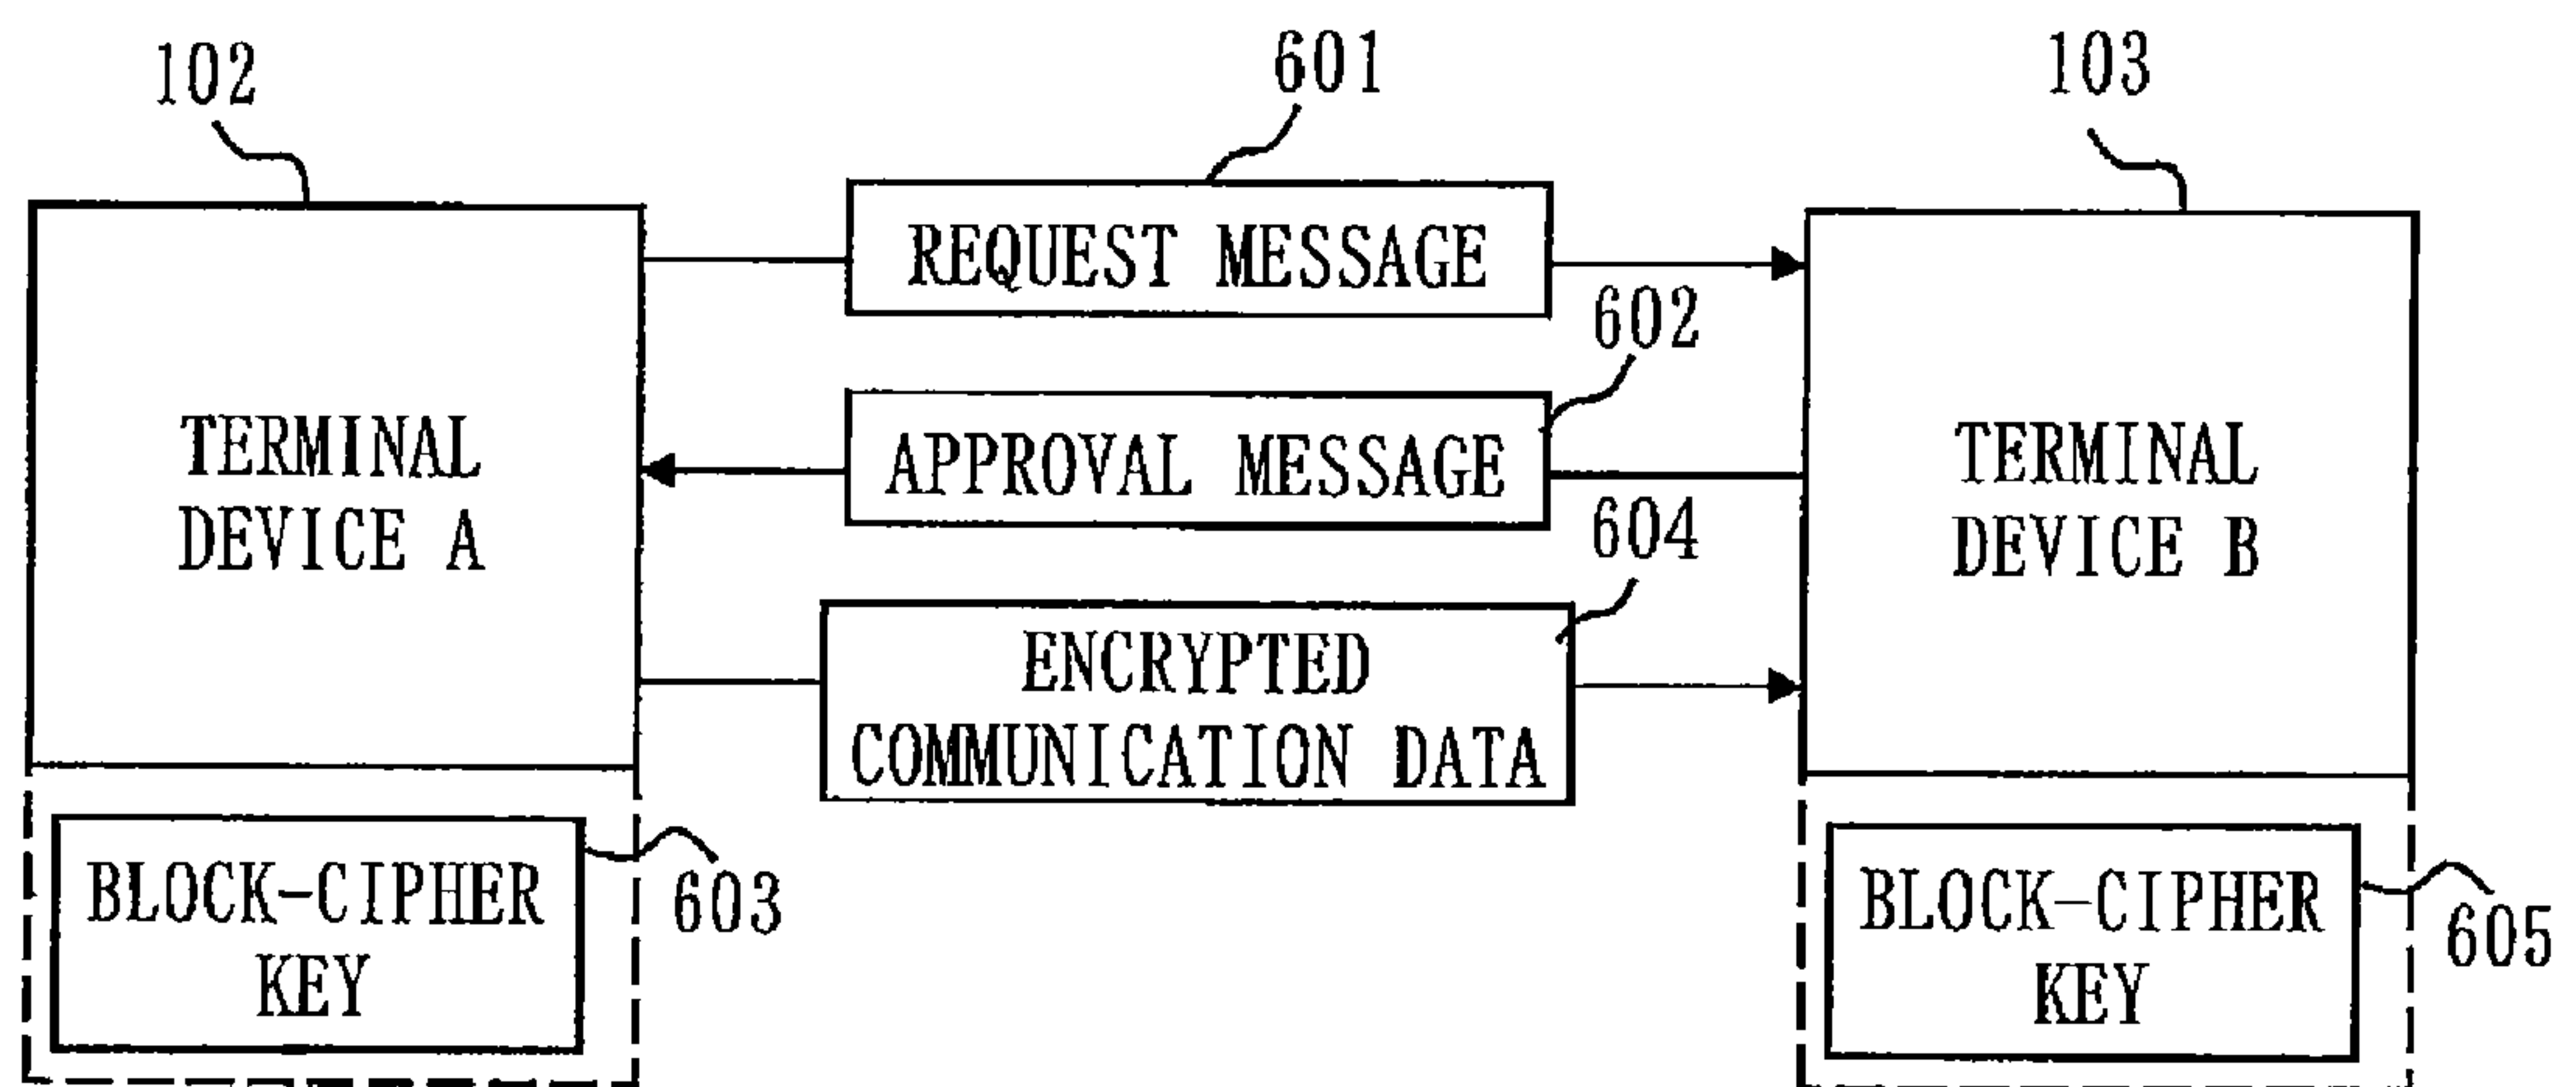 102
601
103
REQUEST MESSAGE
602
TERMINAL
DEVICE A
APPROVAL MESSAGE
TERMINAL
DEVICE B
604
ENCRYPTED
COMMUNICATION DATA
BLOCK-CIPHER
KEY
603
BLOCK-CIPHER
KEY
605